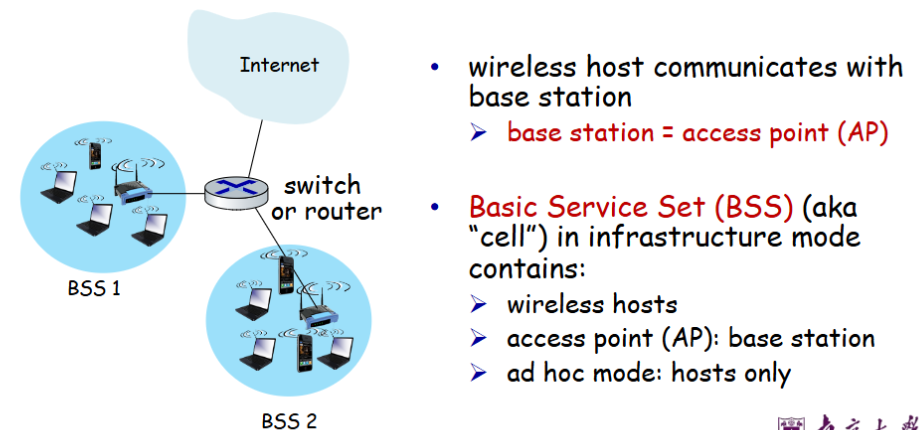 Internet
switch
or router
BSS 1
BSS 2
• wireless host communicates with
base station
➢ base station = access point (AP)
• Basic Service Set (BSS) (aka
“cell”) in infrastructure mode
contains:
➢ wireless hosts
➢ access point (AP): base station
➢ ad hoc mode: hosts only